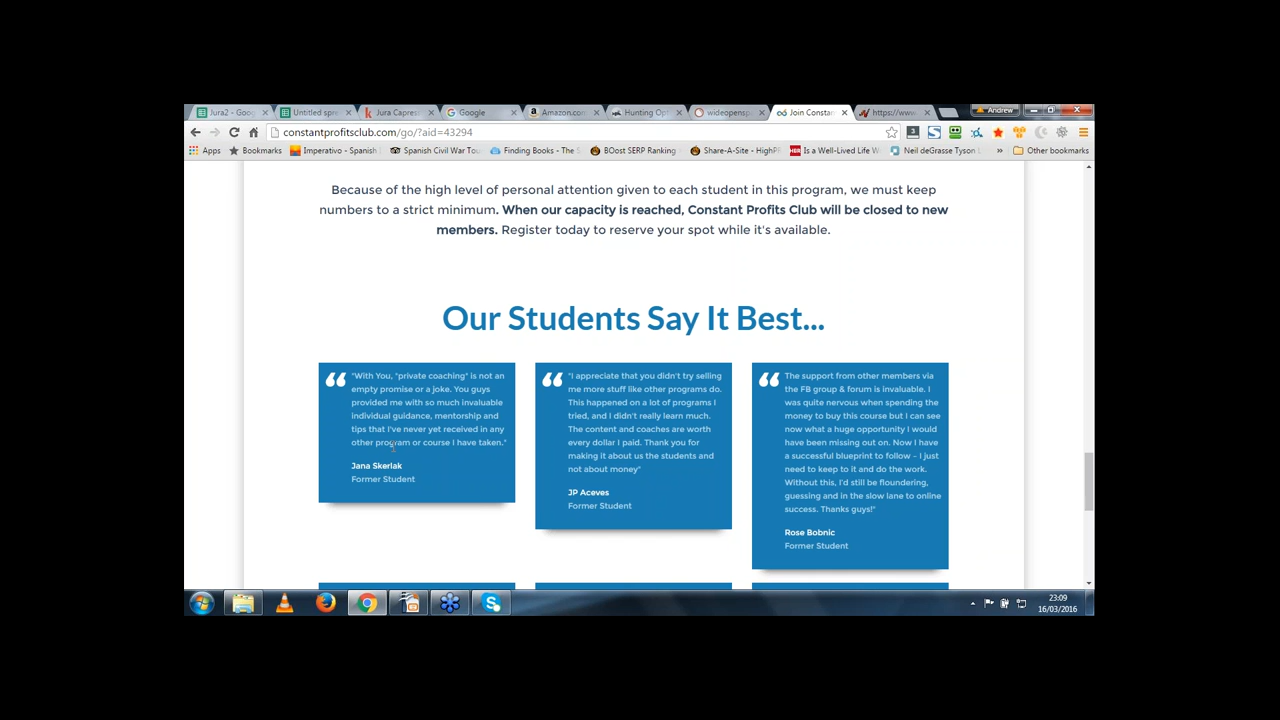 Jura2 - Goog
Untitled spre
Jura Capres
Google
Amazon.com
Hunting Opt
wideopensp
Join Constan
https://www
Andrew
constantprofitsclub.com/go/?aid=43294
Apps
Bookmarks
Imperativo - Spanish
Spanish Civil War Tou
Finding Books - The S
BOost SERP Ranking
Share-A-Site - HighP
Is a Well-Lived Life W
Neil deGrasse Tyson
Other bookmarks
Because of the high level of personal attention given to each student in this program, we must keep
numbers to a strict minimum. When our capacity is reached, Constant Profits Club will be closed to new
members. Register today to reserve your spot while it's available.
Our Students Say It Best...
"With You, "private coaching" is not an
empty promise or a joke. You guys
provided me with so much invaluable
individual guidance, mentorship and
tips that I've never yet received in any
other program or course I have taken."
Jana Skerlak
Former Student
"I appreciate that you didn't try selling
me more stuff like other programs do.
This happened on a lot of programs I
tried, and I didn't really learn much.
The content and coaches are worth
every dollar I paid. Thank you for
making it about us the students and
not about money"
JP Aceves
Former Student
The support from other members via
the FB group & forum is invaluable. I
was quite nervous when spending the
money to buy this course but I can see
now what a huge opportunity I would
have been missing out on. Now I have
a successful blueprint to follow - I just
need to keep to it and do the work.
Without this, I'd still be floundering,
guessing and in the slow lane to online
success. Thanks guys!"
Rose Bobnic
Former Student
23:09
16/03/2016